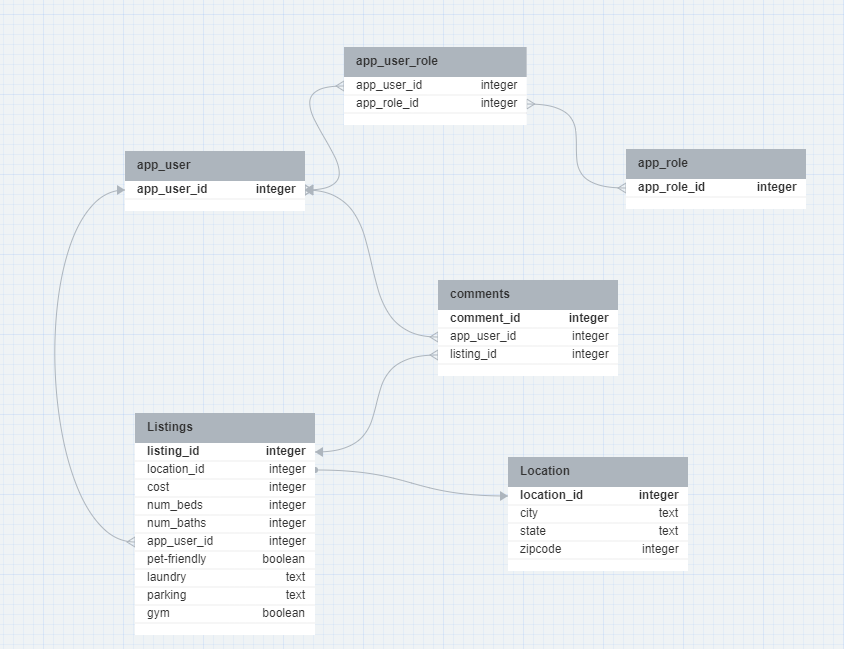 app_user_role
app_user_id integer
app_role_id integer
app_user
app_user_id integer
app_role
app_role_id integer
comments
comment_id integer
app_user_id integer
listing_id integer
Listings
listing_id integer
location_id integer
cost integer
num_beds integer
num_baths integer
app_user_id integer
pet-friendly boolean
laundry text
parking text
gym boolean
Location
location_id integer
city text
state text
zipcode integer